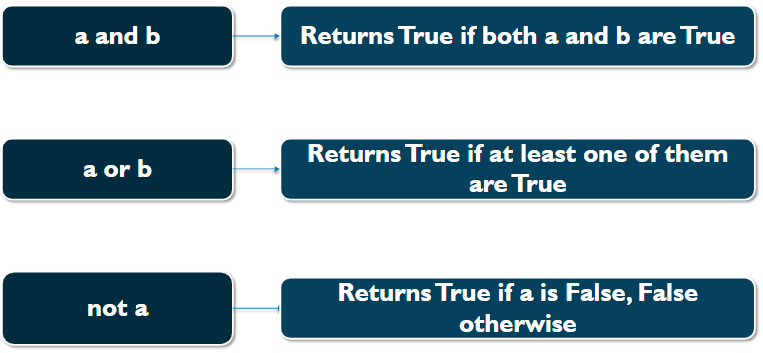 a and b
Returns True if both a and b are True
a or b
Returns True if at least one of them
are True
not a
Returns True if a is False, False
otherwise